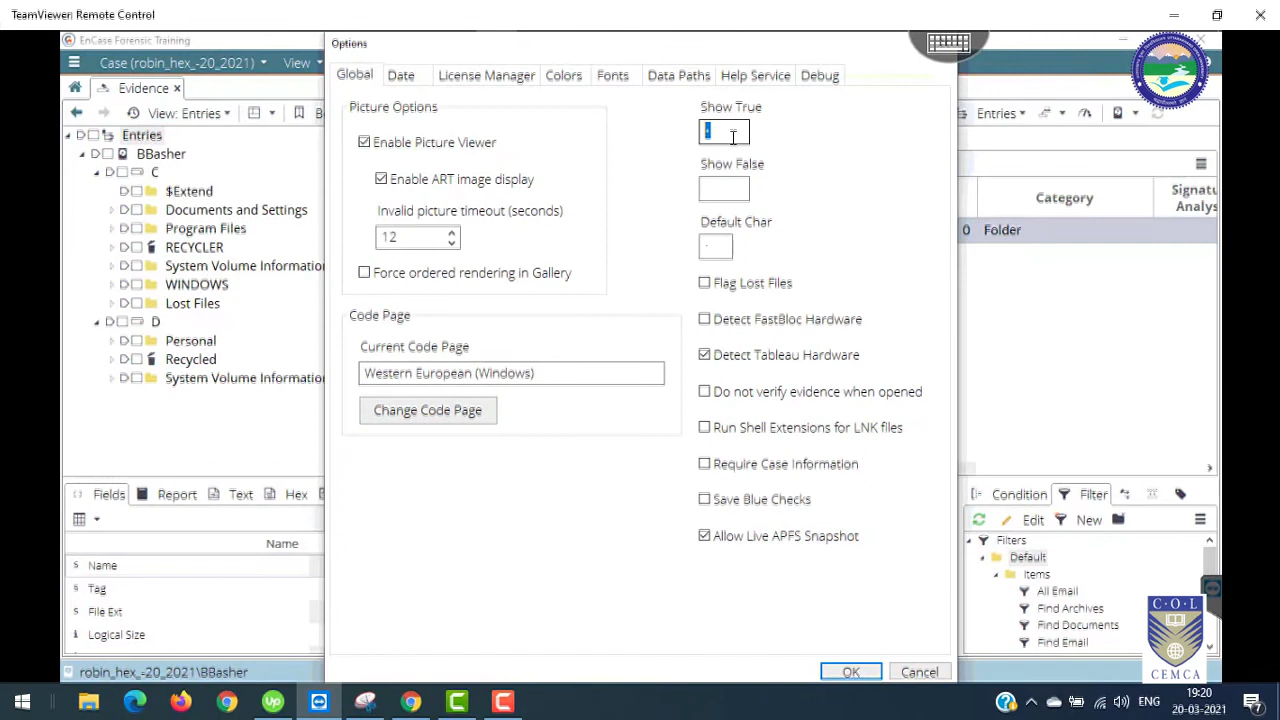 TeamViewer Remote Control
EnCase Forensic Training
Options
Case (robin_hex_-20_2021)
View
Global
Date
License Manager
Colors
Fonts
Data Paths
Help Service
Debug
Evidence
View: Entries
Entries
Entries
BBasher
C
$Extend
Documents and Settings
Program Files
RECYCLER
System Volume Informatio
WINDOWS
Lost Files
D
Personal
Recycled
System Volume Informatio
Picture Options
Enable Picture Viewer
Enable ART image display
Invalid picture timeout (seconds)
12
Force ordered rendering in Gallery
Code Page
Current Code Page
Western European (Windows)
Change Code Page
Show True
Show False
Default Char
Flag Lost Files
Detect FastBloc Hardware
Detect Tableau Hardware
Do not verify evidence when opened
Run Shell Extensions for LNK files
Require Case Information
Save Blue Checks
Allow Live APFS Snapshot
OK
Cancel
Category
Signatu
Analys
0
Folder
Fields
Report
Text
Hex
Name
Name
Tag
File Ext
Logical Size
Condition
Filter
Edit
New
Filters
Default
Items
All Email
Find Archives
Find Documents
Find Email
C·O·L
CEMCA
robin_hex_-20_2021\BBasher
ENG
19:20
20-03-2021